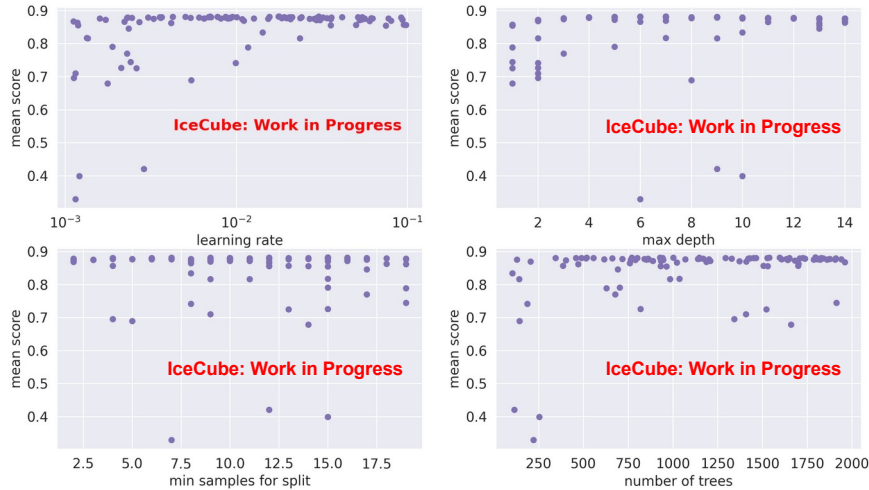 0.9
0.8
0.7
0.6
0.5
0.4
mean score
IceCube: Work in Progress
10⁻³ 10⁻² 10⁻¹
learning rate
0.9
0.8
0.7
0.6
0.5
0.4
mean score
IceCube: Work in Progress
2 4 6 8 10 12 14
max depth
0.9
0.8
0.7
0.6
0.5
0.4
mean score
IceCube: Work in Progress
2.5 5.0 7.5 10.0 12.5 15.0 17.5
min samples for split
0.9
0.8
0.7
0.6
0.5
0.4
mean score
IceCube: Work in Progress
250 500 750 1000 1250 1500 1750 2000
number of trees